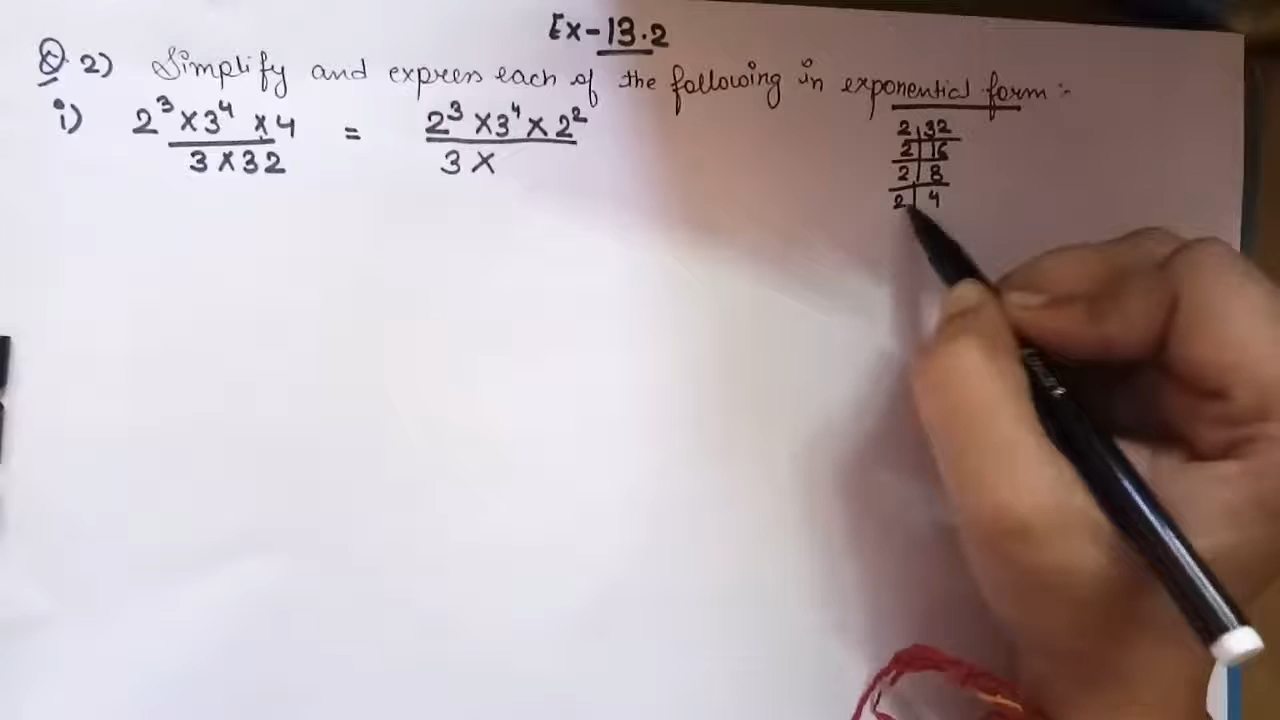 Ex-13.2
Q.2) Simplify and express each of the following in exponential form :-
i) 2³×3⁴×4 / 3×32 = 2³×3⁴×2² / 3×
2 | 32
2 | 16
2 | 8
2 | 4